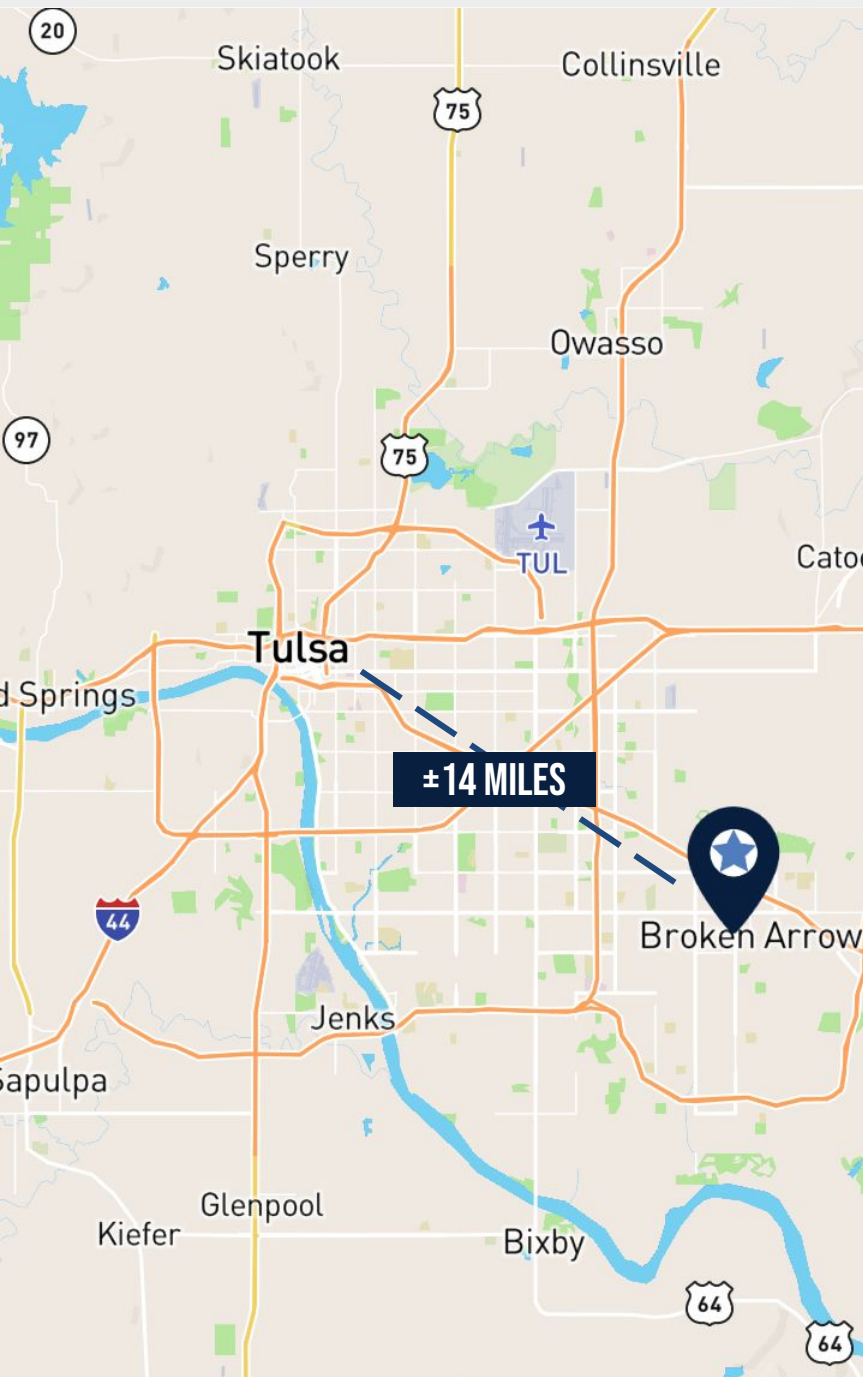 20
Skiatook
Collinsville
75
Sperry
Owasso
97
75
TUL
Catoo
Tulsa
d Springs
±14 MILES
44
Broken Arrow
Jenks
Sapulpa
Glenpool
Kiefer
Bixby
64
64